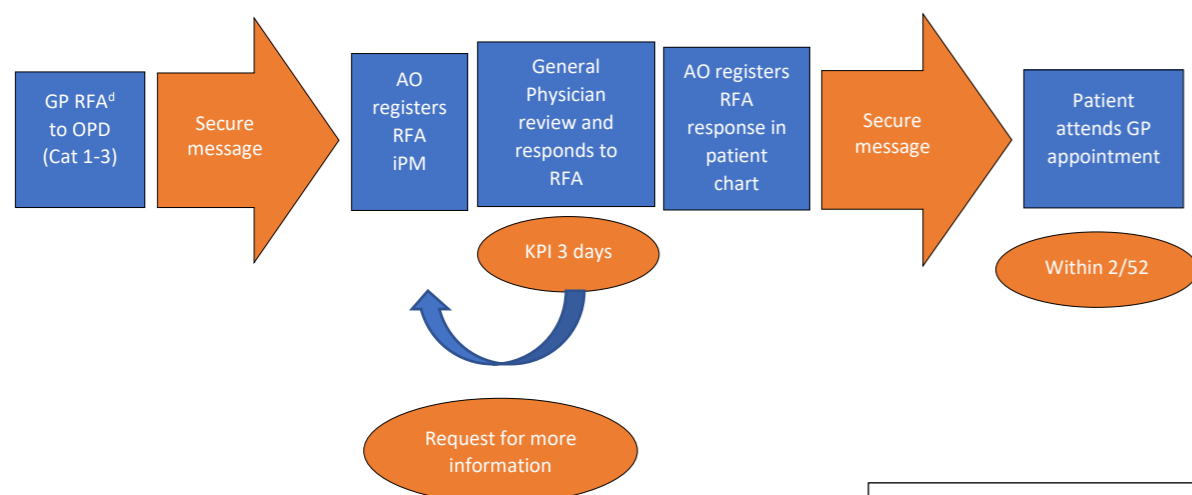 GP RFAᵈ
to OPD
(Cat 1-3)
Secure
message
AO
registers
RFA
iPM
General
Physician
review and
responds to
RFA
AO registers
RFA
response in
patient
chart
Secure
message
Patient
attends GP
appointment
KPI 3 days
Within 2/52
Request for more
information